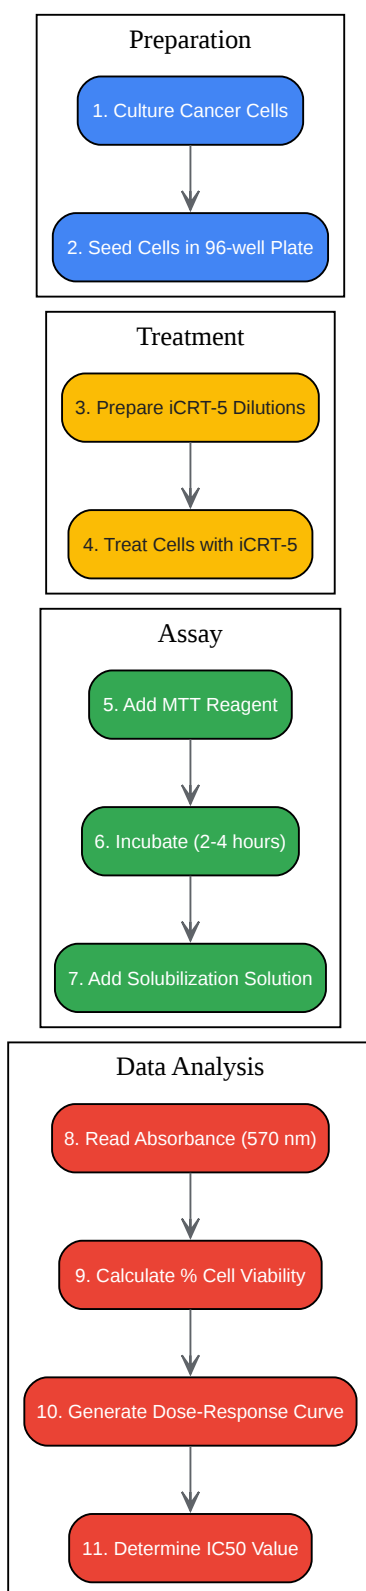 Preparation
1. Culture Cancer Cells
2. Seed Cells in 96-well Plate
Treatment
3. Prepare iCRT-5 Dilutions
4. Treat Cells with iCRT-5
Assay
5. Add MTT Reagent
6. Incubate (2-4 hours)
7. Add Solubilization Solution
Data Analysis
8. Read Absorbance (570 nm)
9. Calculate % Cell Viability
10. Generate Dose-Response Curve
11. Determine IC50 Value